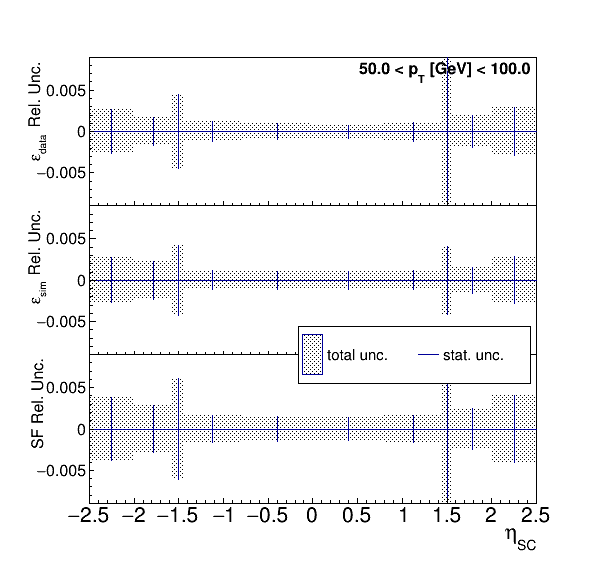 50.0 < p_T [GeV] < 100.0
ε_data Rel. Unc.
0.005
0
−0.005
ε_sim Rel. Unc.
0.005
0
−0.005
total unc. stat. unc.
SF Rel. Unc.
0.005
0
−0.005
−2.5 −2 −1.5 −1 −0.5 0 0.5 1 1.5 2 2.5
η_SC